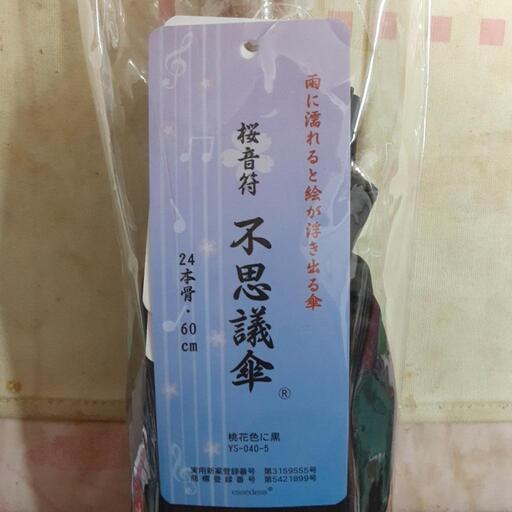 雨に濡れると絵が浮き出る傘
桜音符
不思議傘®
24本骨・60cm
桃花色に黒
YS-040-5
実用新案登録番号 第3159555号
商標登録番号 第5421899号
essedess®